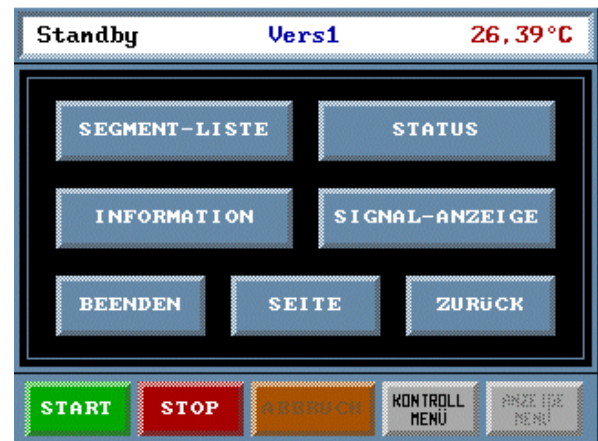 Standby Vers1 26,39°C
SEGMENT-LISTE STATUS
INFORMATION SIGNAL-ANZEIGE
BEENDEN SEITE ZURüCK
START STOP ABBRUCH KONTROLL ANZEIGE
MENÜ MENÜ